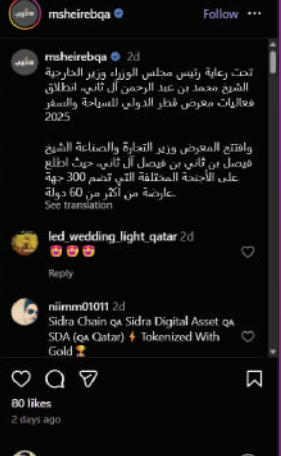 msheirebqa
Follow
msheirebqa 2d
تحت رعاية رئيس مجلس الوزراء وزير الخارجية
الشيخ محمد بن عبد الرحمن آل ثاني، انطلاق
فعاليات معرض قطر الدولي للسياحة والسفر
2025
وافتتح المعرض وزير التجارة والصناعة الشيخ
فيصل بن ثاني بن فيصل آل ثاني، حيث اطلع
على الأجنحة المختلفة التي تضم 300 جهة
عارضة من أكثر من 60 دولة.
See translation
led_wedding_light_qatar 2d
😍😍😍
Reply
niimm01011 2d
Sidra Chain QA Sidra Digital Asset QA
SDA (QA Qatar) ⚡ Tokenized With
Gold 🏆
80 likes
2 days ago